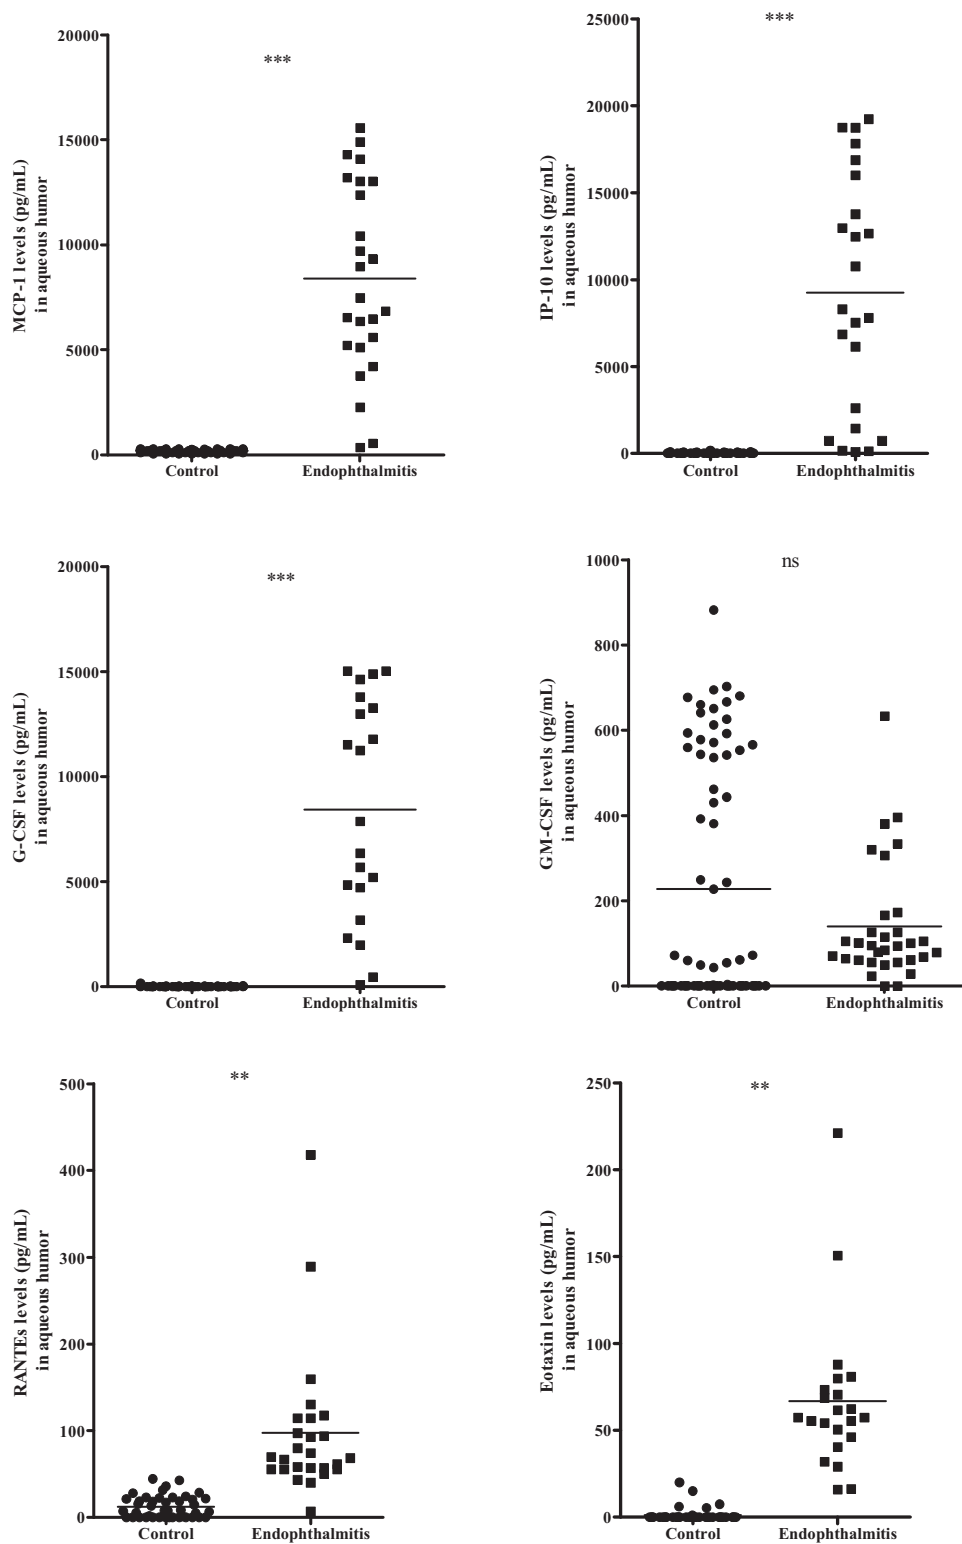 ***
20000
15000
10000
5000
0
MCP-1 levels (pg/mL)
in aqueous humor
Control Endophthalmitis
***
25000
20000
15000
10000
5000
0
IP-10 levels (pg/mL)
in aqueous humor
Control Endophthalmitis
***
20000
15000
10000
5000
0
G-CSF levels (pg/mL)
in aqueous humor
Control Endophthalmitis
ns
1000
800
600
400
200
0
GM-CSF levels (pg/mL)
in aqueous humor
Control Endophthalmitis
**
500
400
300
200
100
0
RANTEs levels (pg/mL)
in aqueous humor
Control Endophthalmitis
**
250
200
150
100
50
0
Eotaxin levels (pg/mL)
in aqueous humor
Control Endophthalmitis